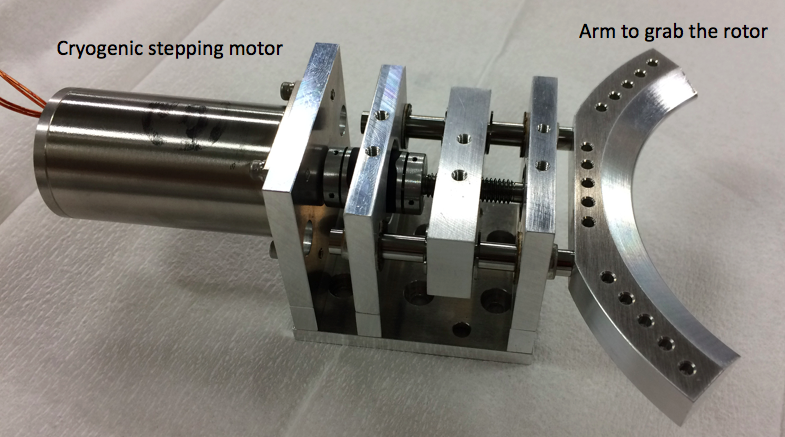 Cryogenic stepping motor
Arm to grab the rotor